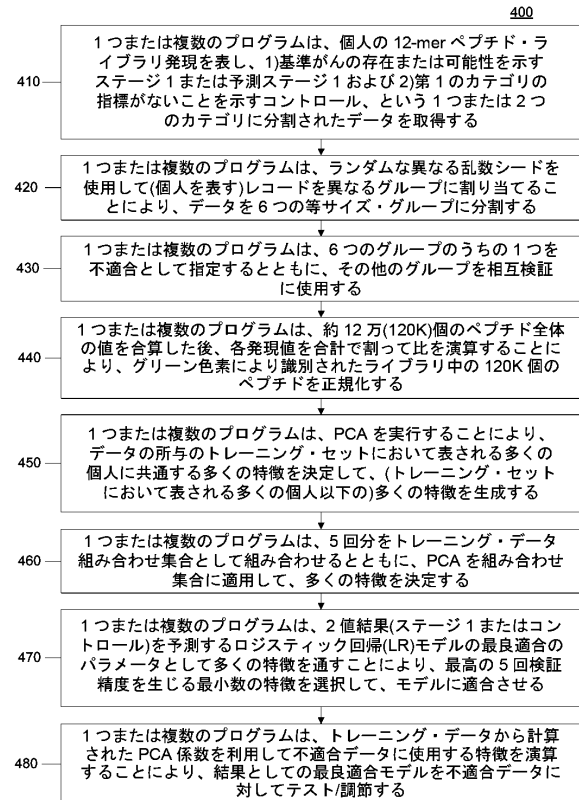 400
410
1 つまたは複数のプログラムは、個人の 12-mer ペプチド・ラ
イブラリ発現を表し、1)基準がんの存在または可能性を示す
ステージ 1 または予測ステージ 1 および 2)第 1 のカテゴリの
指標がないことを示すコントロール、という 1 つまたは 2 つ
のカテゴリに分割されたデータを取得する
420
1 つまたは複数のプログラムは、ランダムな異なる乱数シードを
使用して(個人を表す)レコードを異なるグループに割り当てるこ
とにより、データを 6 つの等サイズ・グループに分割する
430
1 つまたは複数のプログラムは、6 つのグループのうちの 1 つを
不適合として指定するとともに、その他のグループを相互検証
に使用する
440
1 つまたは複数のプログラムは、約 12 万(120K)個のペプチド全体
の値を合算した後、各発現値を合計で割って比を演算することに
より、グリーン色素により識別されたライブラリ中の 120K 個の
ペプチドを正規化する
450
1 つまたは複数のプログラムは、PCA を実行することにより、
データの所与のトレーニング・セットにおいて表される多くの
個人に共通する多くの特徴を決定して、(トレーニング・セット
において表される多くの個人以下の)多くの特徴を生成する
460
1 つまたは複数のプログラムは、5 回分をトレーニング・データ
組み合わせ集合として組み合わせるとともに、PCA を組み合わせ
集合に適用して、多くの特徴を決定する
470
1 つまたは複数のプログラムは、2 値結果(ステージ 1 またはコント
ロール)を予測するロジスティック回帰(LR)モデルの最良適合の
パラメータとして多くの特徴を通すことにより、最高の 5 回検証
精度を生じる最小数の特徴を選択して、モデルに適合させる
480
1 つまたは複数のプログラムは、トレーニング・データから計算
された PCA 係数を利用して不適合データに使用する特徴を演算
することにより、結果としての最良適合モデルを不適合データに
対してテスト/調節する